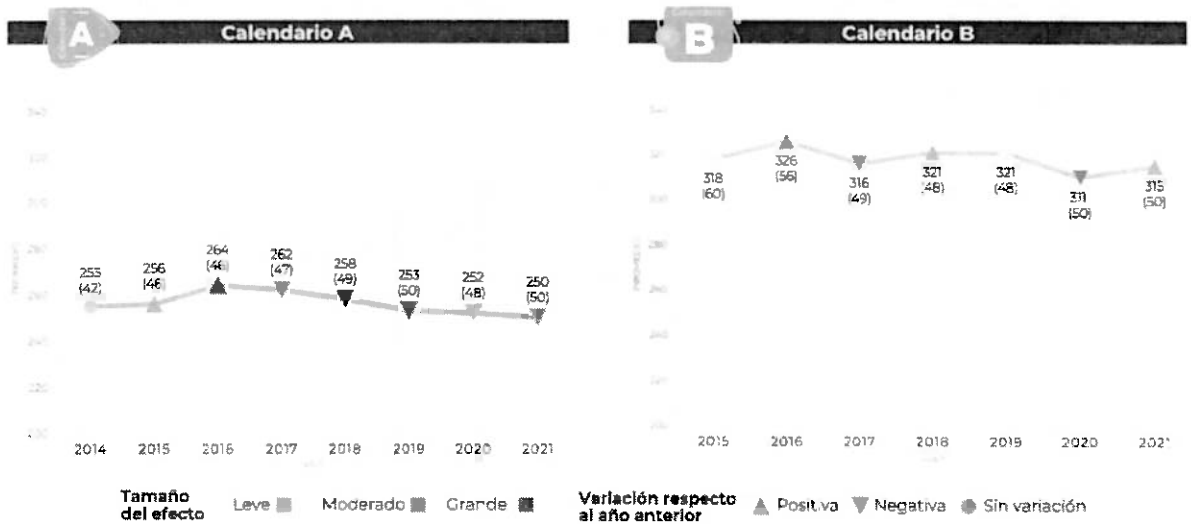 A
Calendario A
B
Calendario B
255
(42)
256
(46)
264
(46)
262
(47)
258
(49)
253
(50)
252
(48)
250
(50)
2014 2015 2016 2017 2018 2019 2020 2021
318
(60)
326
(56)
316
(49)
321
(48)
321
(48)
311
(50)
315
(50)
2015 2016 2017 2018 2019 2020 2021
Tamaño
del efecto
Leve Moderado Grande
Variación respecto
al año anterior
Positiva Negativa Sin variación